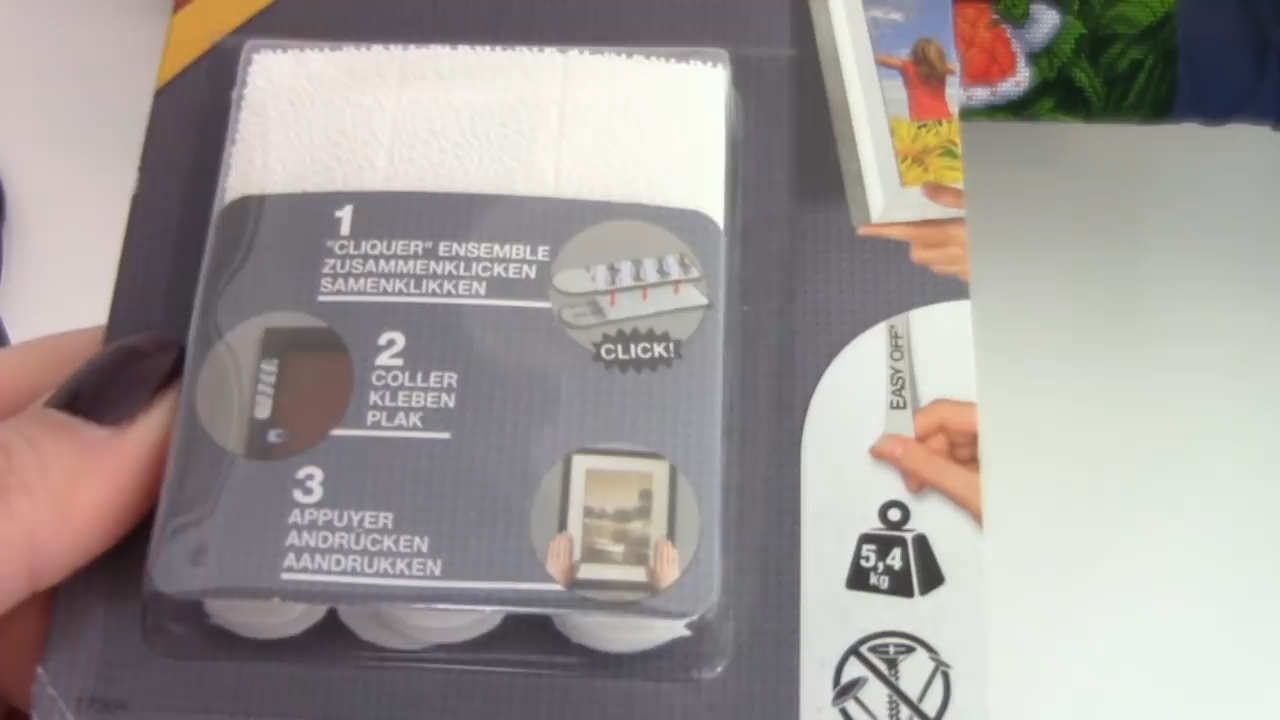 1
"CLIQUER" ENSEMBLE
ZUSAMMENKLICKEN
SAMENKLIKKEN
CLICK!
2
COLLER
KLEBEN
PLAK
3
APPUYER
ANDRÜCKEN
AANDRUKKEN
EASY OFF
5,4
kg